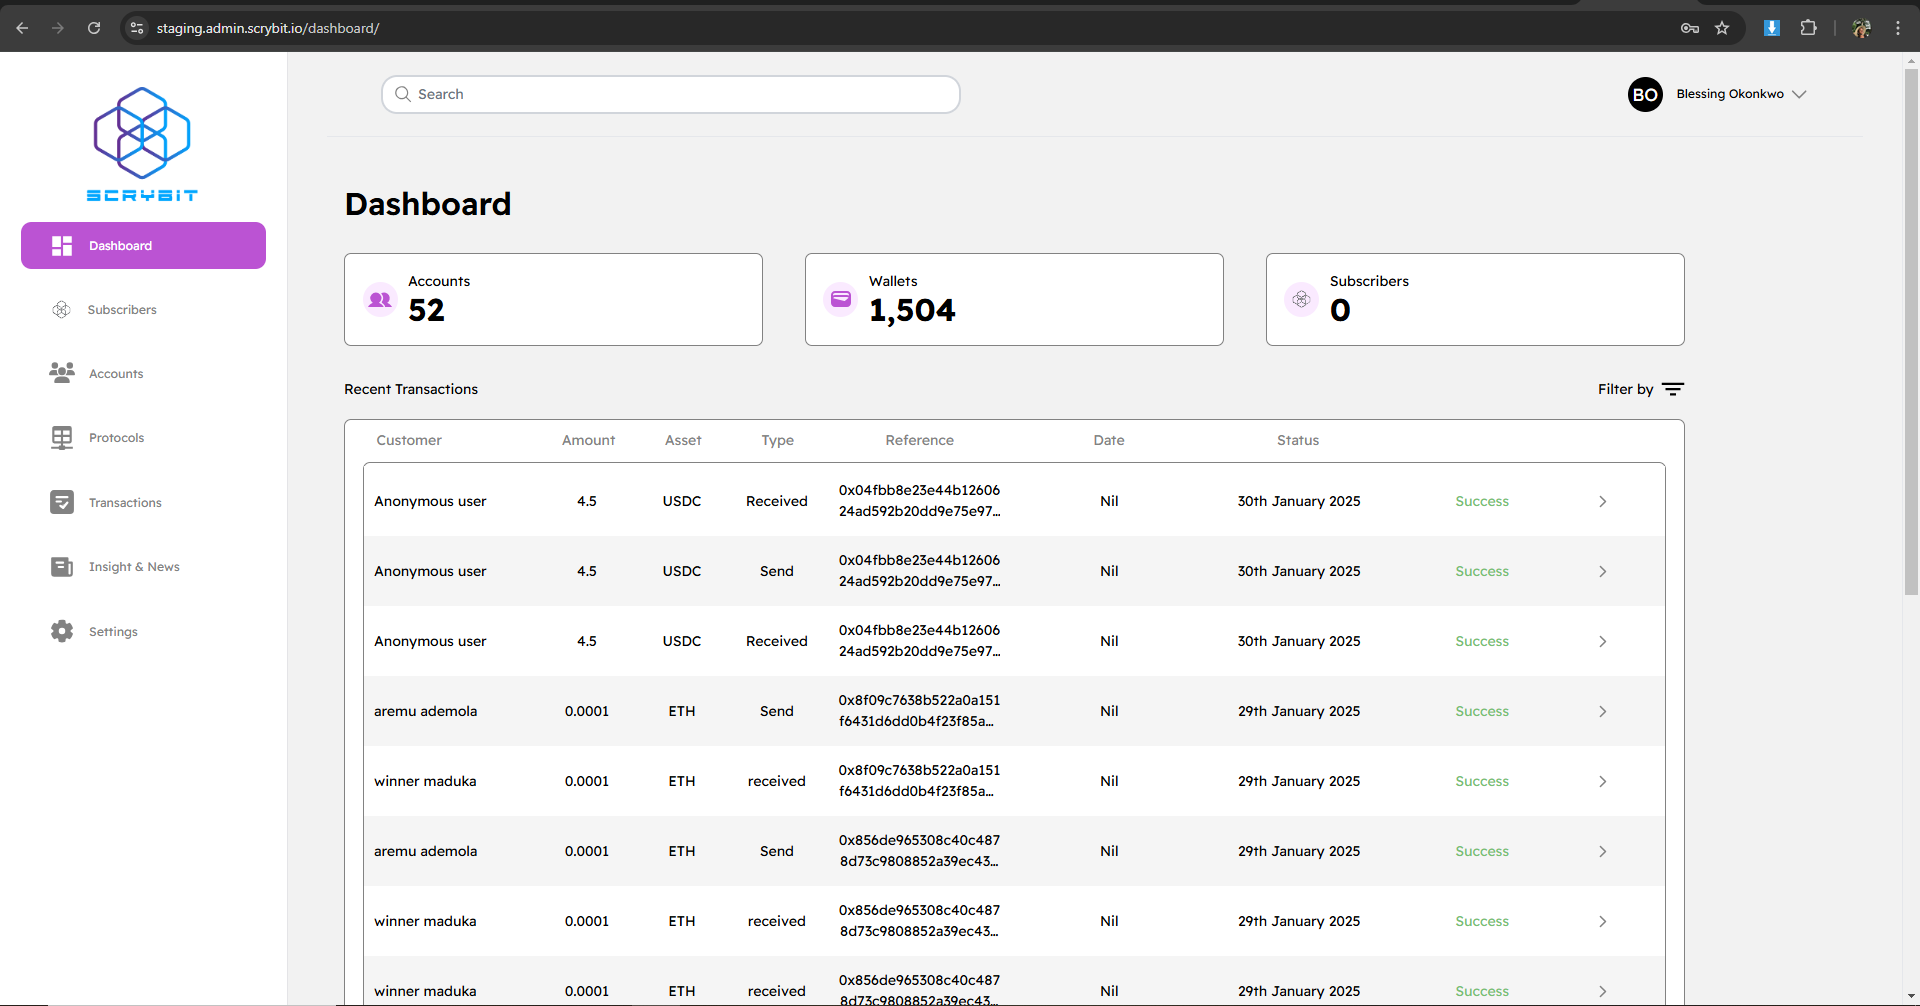 staging.admin.scrybit.io/dashboard/
SCRYBIT
Search
BO
Blessing Okonkwo
Dashboard
Subscribers
Accounts
Protocols
Transactions
Insight & News
Settings
Dashboard
Accounts
52
Wallets
1,504
Subscribers
0
Recent Transactions
Filter by
Customer Amount Asset Type Reference Date Status
Anonymous user 4.5 USDC Received 0x04fbb8e23e44b12606 Nil 30th January 2025 Success
24ad592b20dd9e75e97...
Anonymous user 4.5 USDC Send 0x04fbb8e23e44b12606 Nil 30th January 2025 Success
24ad592b20dd9e75e97...
Anonymous user 4.5 USDC Received 0x04fbb8e23e44b12606 Nil 30th January 2025 Success
24ad592b20dd9e75e97...
aremu ademola 0.0001 ETH Send 0x8f09c7638b522a0a151 Nil 29th January 2025 Success
f6431d6dd0b4f23f85a...
winner maduka 0.0001 ETH received 0x8f09c7638b522a0a151 Nil 29th January 2025 Success
f6431d6dd0b4f23f85a...
aremu ademola 0.0001 ETH Send 0x856de965308c40c487 Nil 29th January 2025 Success
8d73c9808852a39ec43...
winner maduka 0.0001 ETH received 0x856de965308c40c487 Nil 29th January 2025 Success
8d73c9808852a39ec43...
winner maduka 0.0001 ETH received 0x856de965308c40c487 Nil 29th January 2025 Success
8d73c9808852a39ec43...